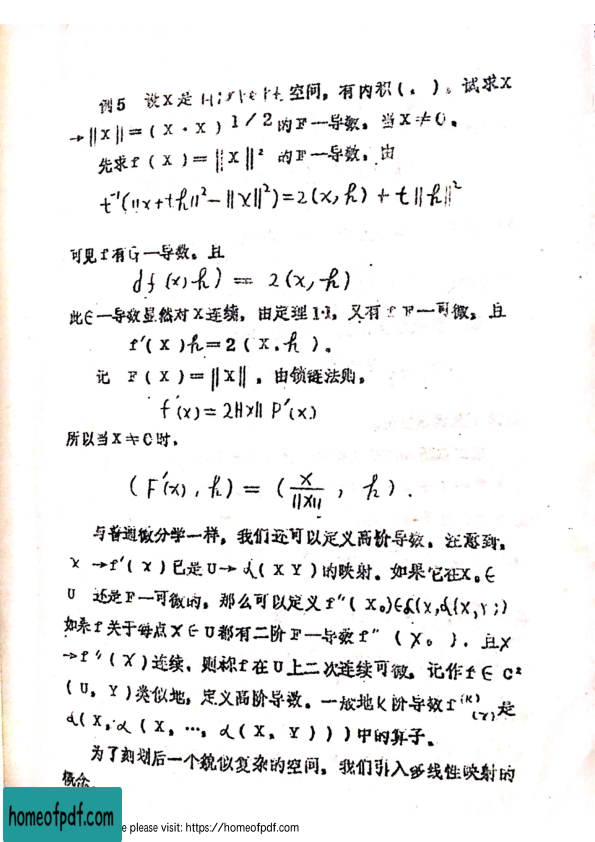 例5 设X是Hilbert空间，有内积(.)。试求X
→||X||=(X·X)1/2的F一导数。当X≠0。
先求f(X)=||X||²的F一导数，由
t⁻¹(||x+th||²-||x||²)=2(x,h)+t||h||²
可见f有G一导数。且
df(x,h)=2(x,h)
此G一导数显然对X连续，由定理1·1，又有f F一可微，且
f′(X)h=2(X.h)。
记 F(X)=||X||，由锁链法则，
f′(x)=2||x|| F′(x)
所以当X≠0时，
(F′(x),h)=(x/||x||,h).
与普通微分学一样，我们还可以定义高阶导数。注意到，
X→f′(X)已是U→L(XY)的映射。如果它在X₀∈
U 还是F一可微的，那么可以定义f″(X₀)∈L(X,L(X,Y;)
如果f关于每点X∈U都有二阶F一导数f″(X₀)，且X
→f″(X)连续，则称f在U上二次连续可微，记作f∈C²
(U，Y)类似地，定义高阶导数。一般地k阶导数f⁽ᵏ⁾(x)是
L(X,L(X，…，L(X，Y)))中的算子。
为了刻划后一个貌似复杂的空间，我们引入多线性映射的
概念
homeofpdf.com
e please visit: https://homeofpdf.com